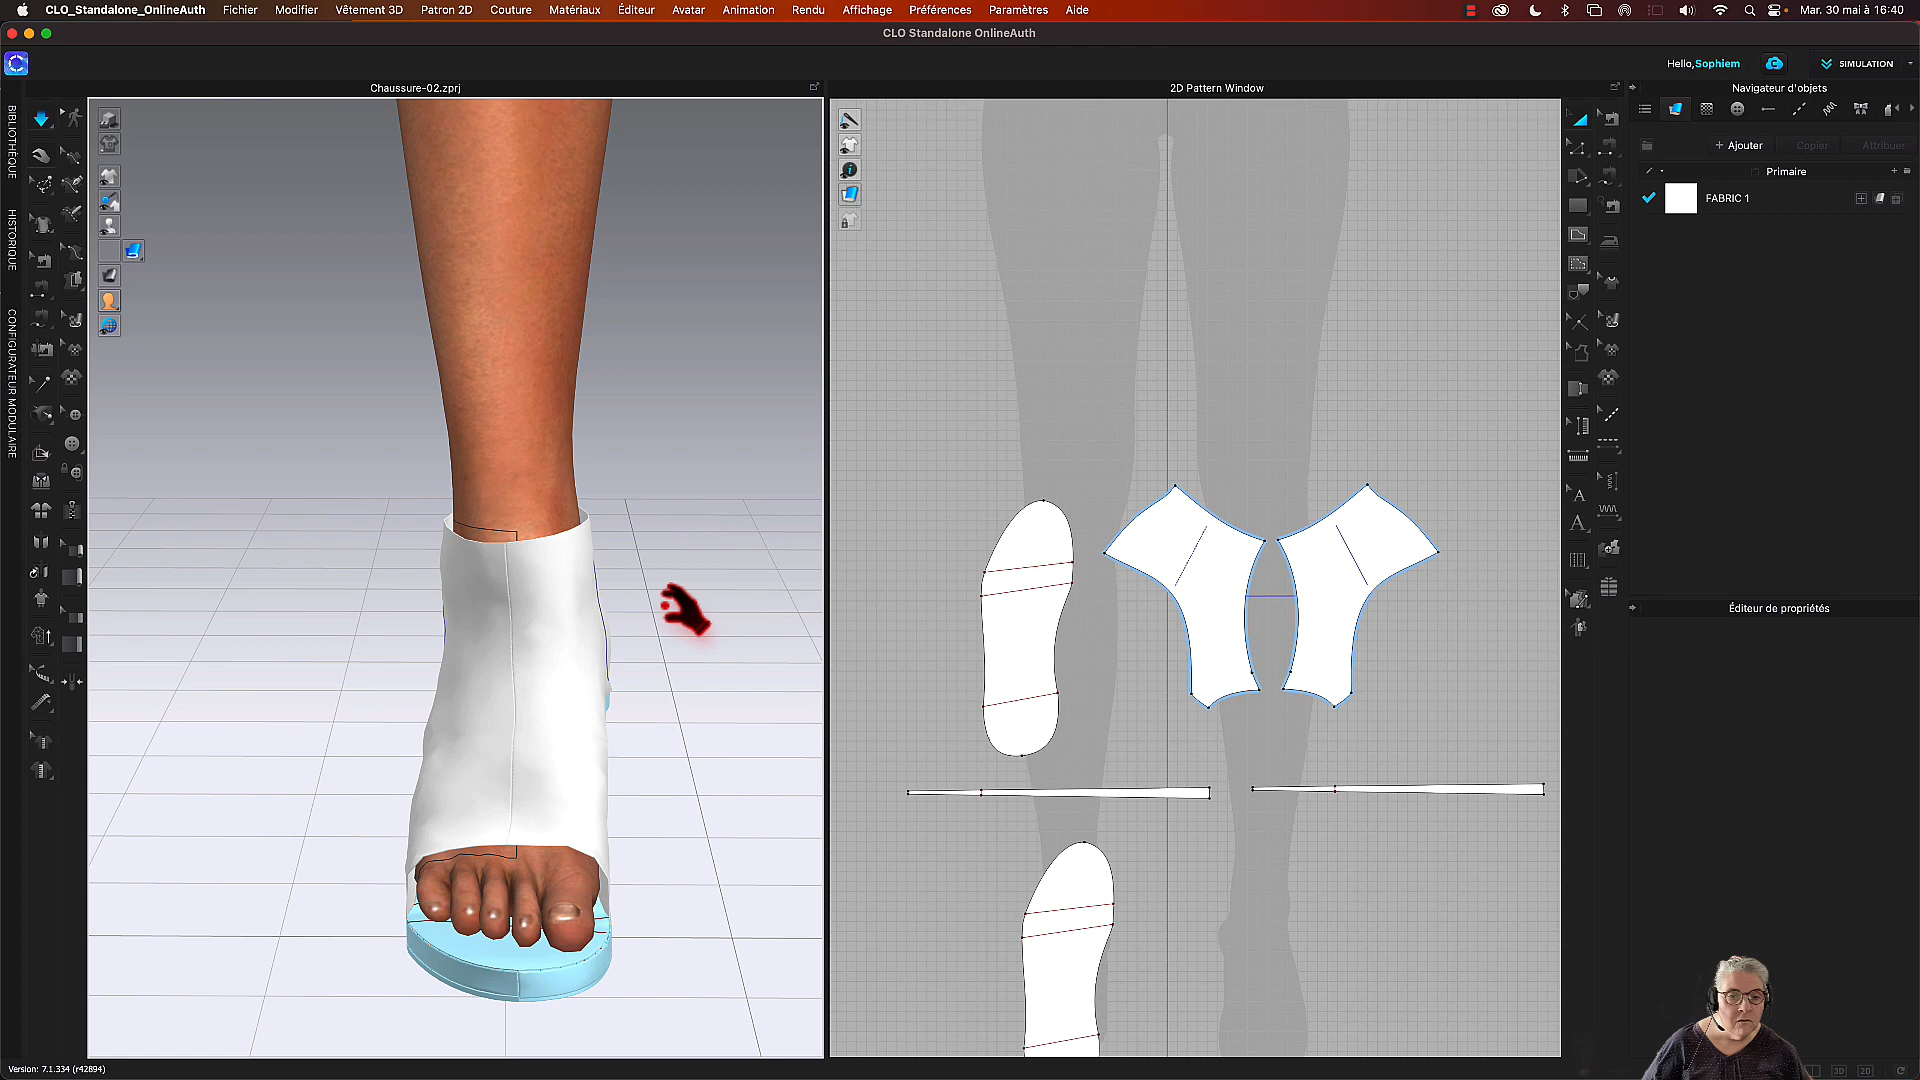 CLO_Standalone_OnlineAuth Fichier Modifier Vêtement 3D Patron 2D Couture Matériaux Éditeur Avatar Animation Rendu Affichage Préférences Paramètres Aide Mar. 30 mai à 16:40
CLO Standalone OnlineAuth
Hello,Sophiem SIMULATION
Chaussure-02.zprj 2D Pattern Window Navigateur d'objets
BIBLIOTHÈQUE
HISTORIQUE
CONFIGURATEUR MODULAIRE
+ Ajouter Copier Attribuer
Primaire
FABRIC 1
Éditeur de propriétés
Version: 7.1.334 (r42894)
3D 2D